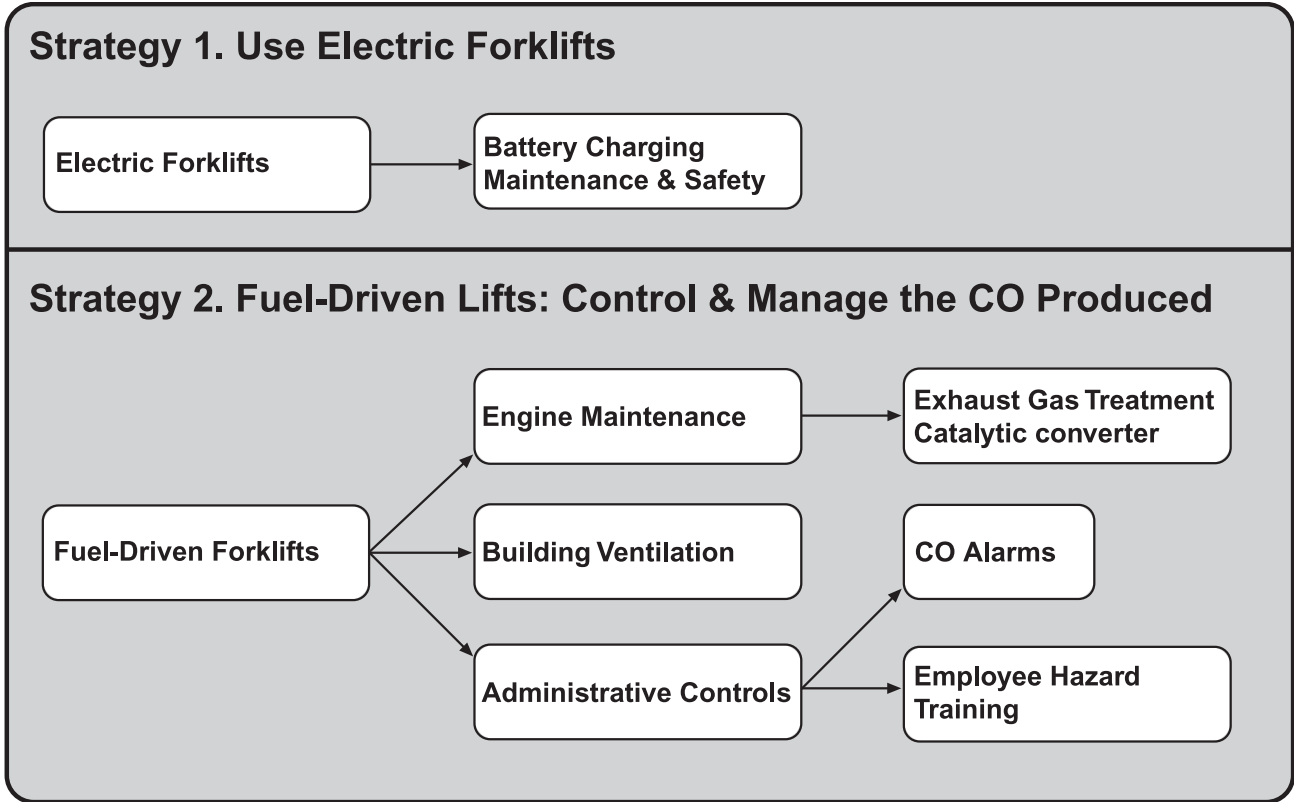 Strategy 1. Use Electric Forklifts
Electric Forklifts
Battery Charging
Maintenance & Safety
Strategy 2. Fuel-Driven Lifts: Control & Manage the CO Produced
Fuel-Driven Forklifts
Engine Maintenance
Exhaust Gas Treatment
Catalytic converter
Building Ventilation
CO Alarms
Administrative Controls
Employee Hazard
Training